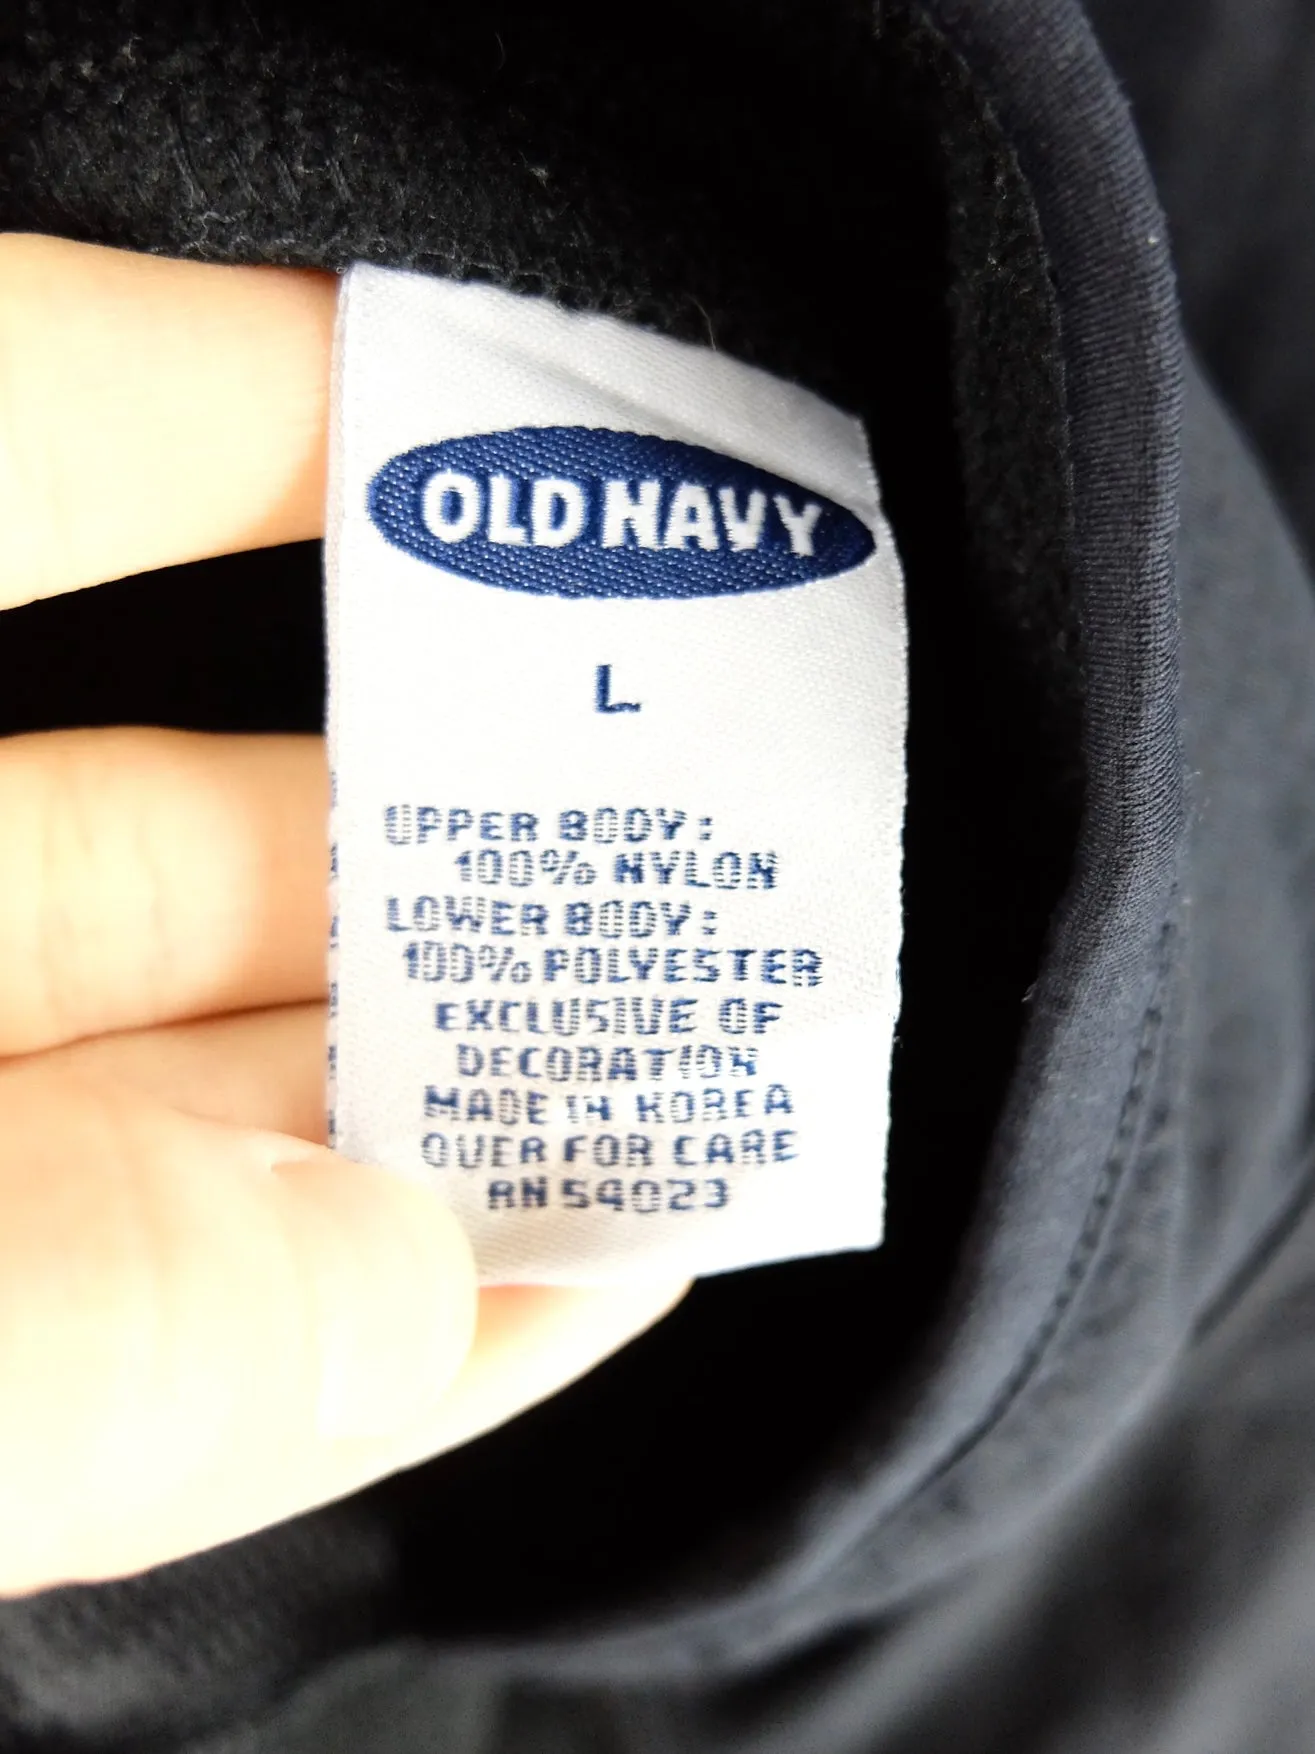 OLD NAVY
L
UPPER BODY:
100% NYLON
LOWER BODY:
100% POLYESTER
EXCLUSIVE OF
DECORATION
MADE IN KOREA
OVER FOR CARE
RN 54023